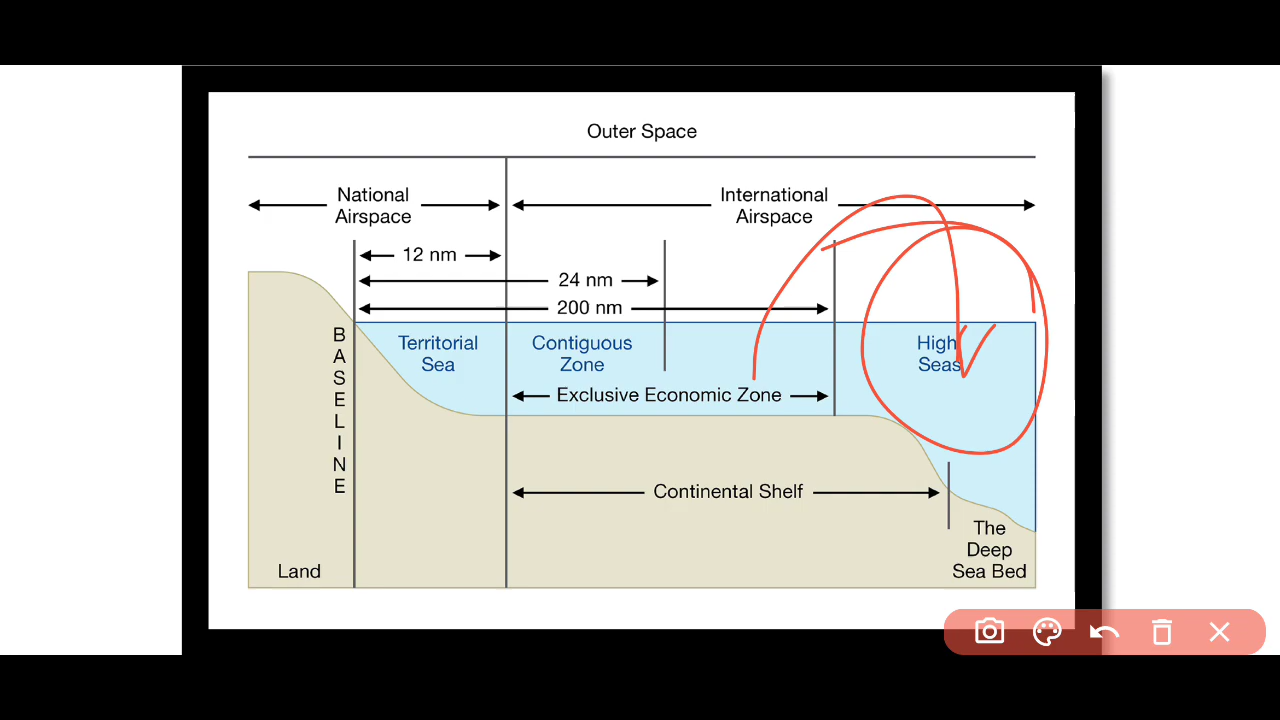 Outer Space
National
Airspace
International
Airspace
12 nm
24 nm
200 nm
BASELINE
Territorial
Sea
Contiguous
Zone
High
Seas
Exclusive Economic Zone
Continental Shelf
The
Deep
Sea Bed
Land